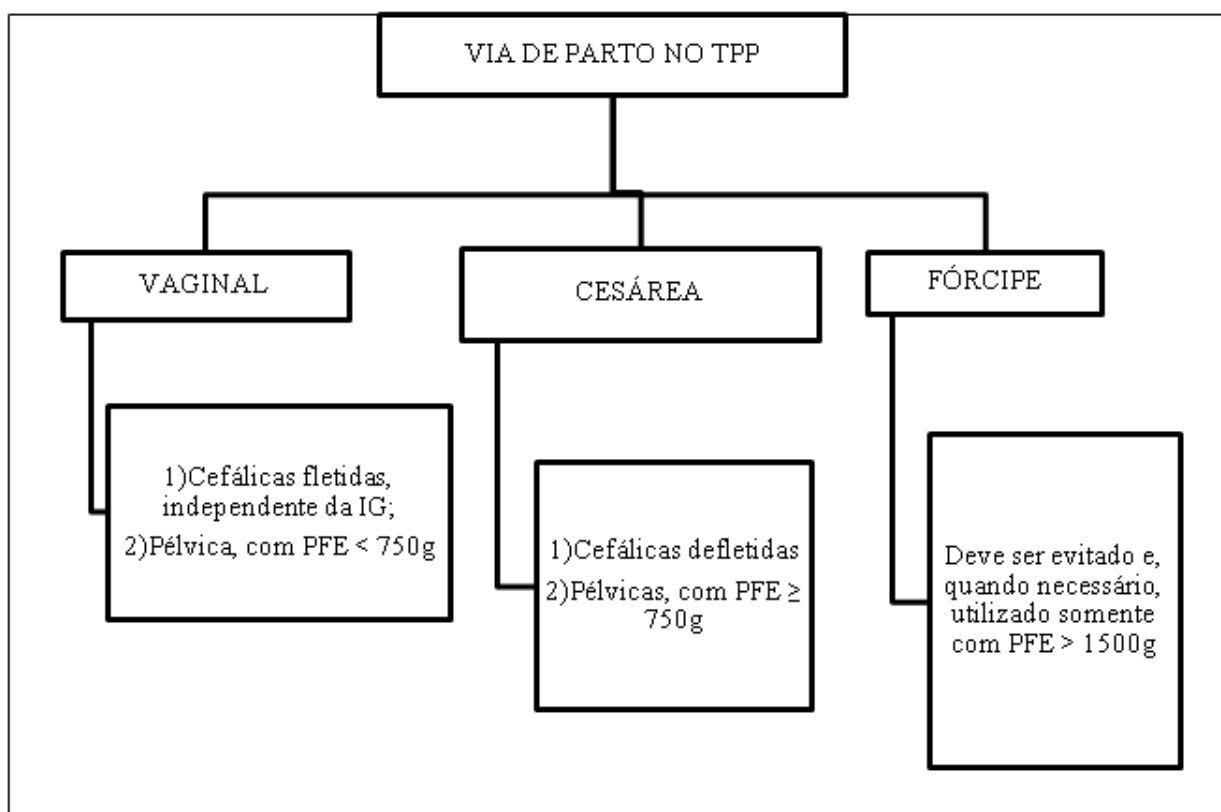 VIA DE PARTO NO TPP
VAGINAL
CESÁREA
FÓRCIPE
1)Cefálicas fletidas,
independente da IG;
2)Pélvica, com PFE < 750g
1)Cefálicas defletidas
2)Pélvicas, com PFE ≥
750g
Deve ser evitado e,
quando necessário,
utilizado somente
com PFE > 1500g